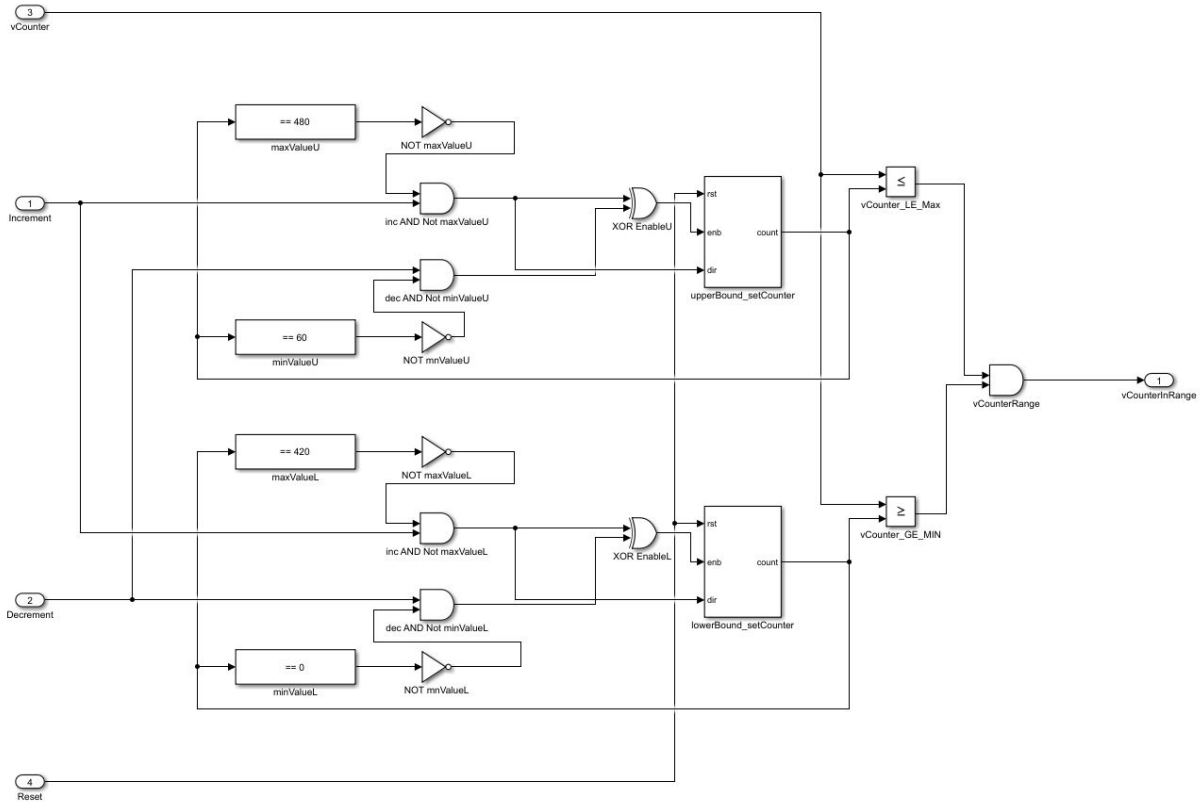 3
vCounter
== 480
maxValueU
NOT maxValueU
1
Increment
inc AND Not maxValueU
XOR EnableU
rst
enb
count
dir
upperBound_setCounter
≤
vCounter_LE_Max
dec AND Not minValueU
== 60
minValueU
NOT mnValueU
vCounterRange
1
vCounterInRange
== 420
maxValueL
NOT maxValueL
inc AND Not maxValueL
XOR EnableL
rst
enb
count
dir
lowerBound_setCounter
≥
vCounter_GE_MIN
2
Decrement
dec AND Not minValueL
== 0
minValueL
NOT mnValueL
4
Reset